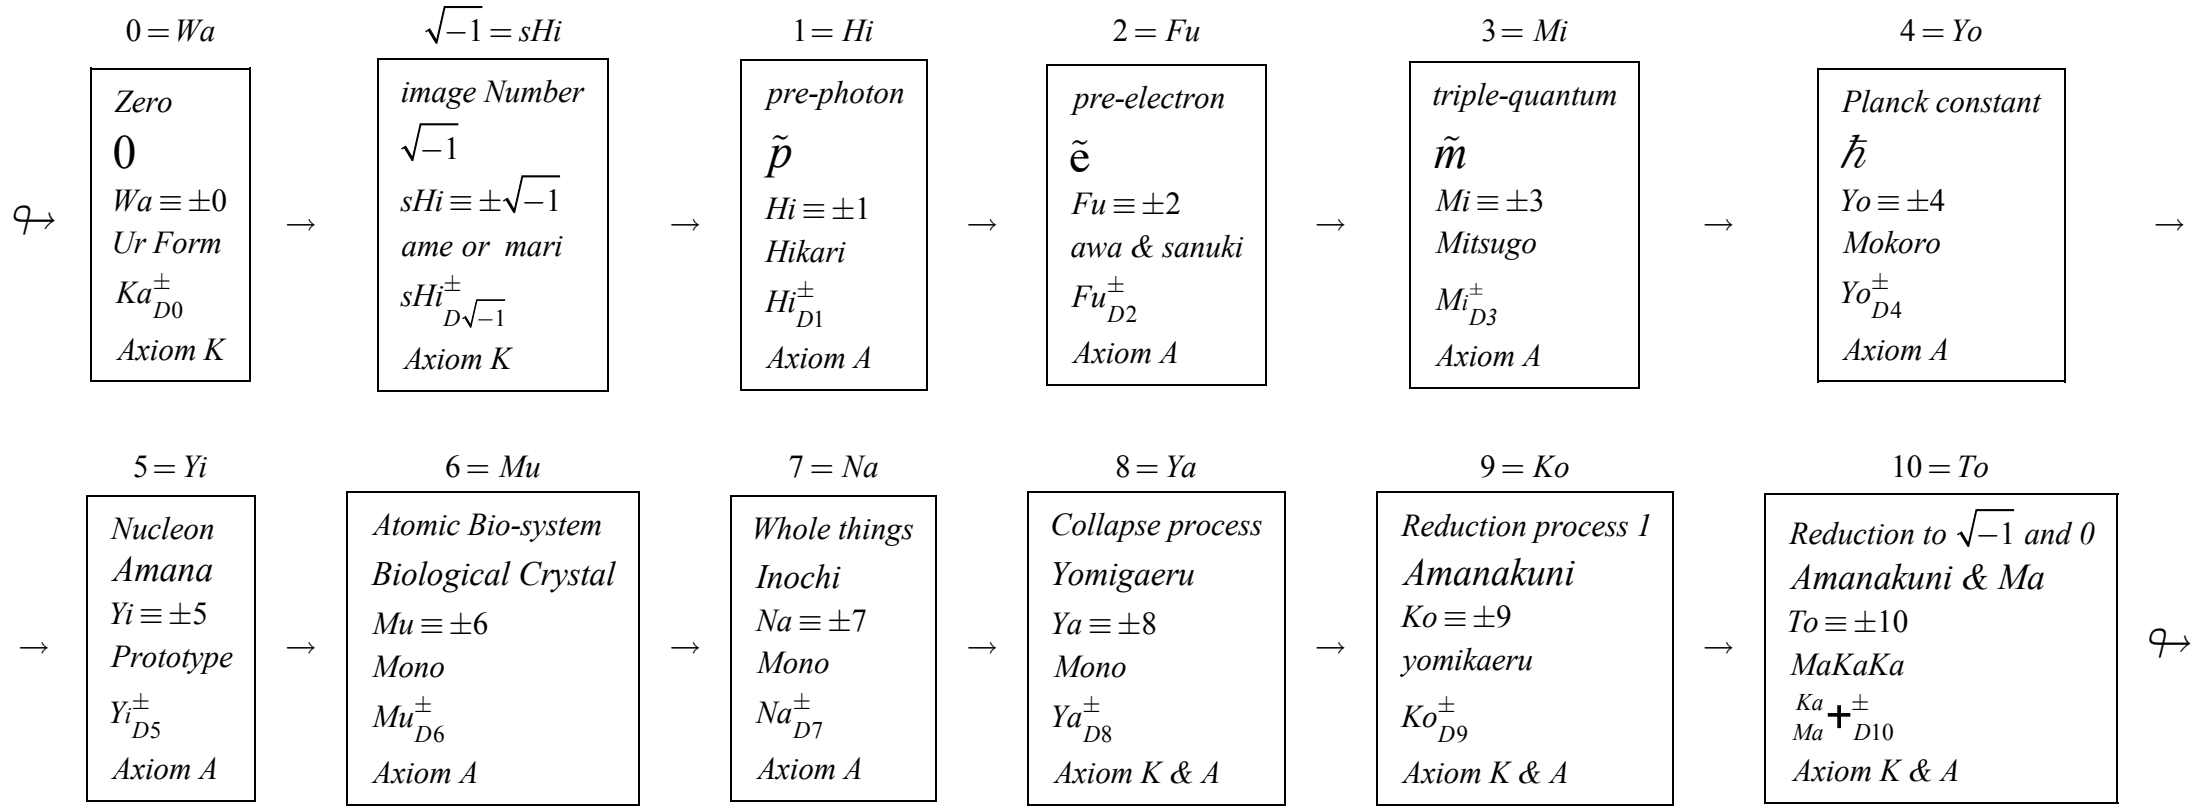 0 = Wa
√−1 = sHi
1 = Hi
2 = Fu
3 = Mi
4 = Yo
Zero
0
Wa ≡ ±0
Ur Form
Ka±D0
Axiom K
image Number
√−1
sHi ≡ ±√−1
ame or mari
sHi±D√−1
Axiom K
pre-photon
p̃
Hi ≡ ±1
Hikari
Hi±D1
Axiom A
pre-electron
ẽ
Fu ≡ ±2
awa & sanuki
Fu±D2
Axiom A
triple-quantum
m̃
Mi ≡ ±3
Mitsugo
Mi±D3
Axiom A
Planck constant
ℏ
Yo ≡ ±4
Mokoro
Yo±D4
Axiom A
↬ → → → → → →
5 = Yi
6 = Mu
7 = Na
8 = Ya
9 = Ko
10 = To
Nucleon
Amana
Yi ≡ ±5
Prototype
Yi±D5
Axiom A
Atomic Bio-system
Biological Crystal
Mu ≡ ±6
Mono
Mu±D6
Axiom A
Whole things
Inochi
Na ≡ ±7
Mono
Na±D7
Axiom A
Collapse process
Yomigaeru
Ya ≡ ±8
Mono
Ya±D8
Axiom K & A
Reduction process 1
Amanakuni
Ko ≡ ±9
yomikaeru
Ko±D9
Axiom K & A
Reduction to √−1 and 0
Amanakuni & Ma
To ≡ ±10
MaKaKa
Ka Ma +±D10
Axiom K & A
→ → → → → → ↬